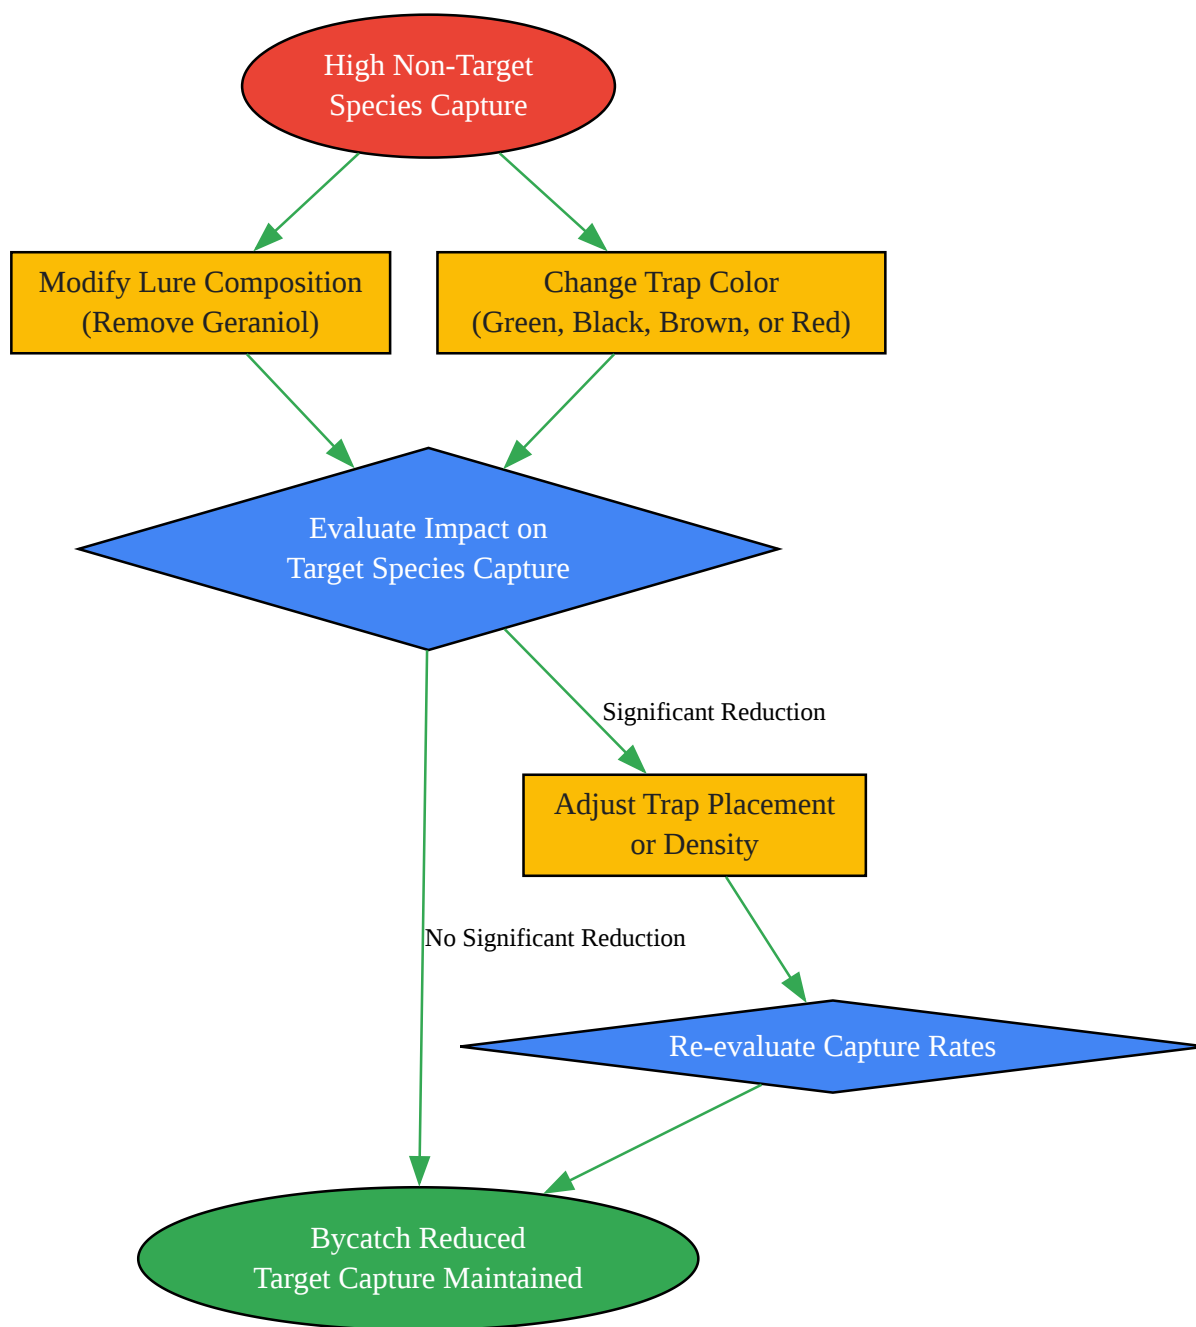 High Non-Target
Species Capture
Modify Lure Composition
(Remove Geraniol)
Change Trap Color
(Green, Black, Brown, or Red)
Evaluate Impact on
Target Species Capture
Significant Reduction
Adjust Trap Placement
or Density
No Significant Reduction
Re-evaluate Capture Rates
Bycatch Reduced
Target Capture Maintained